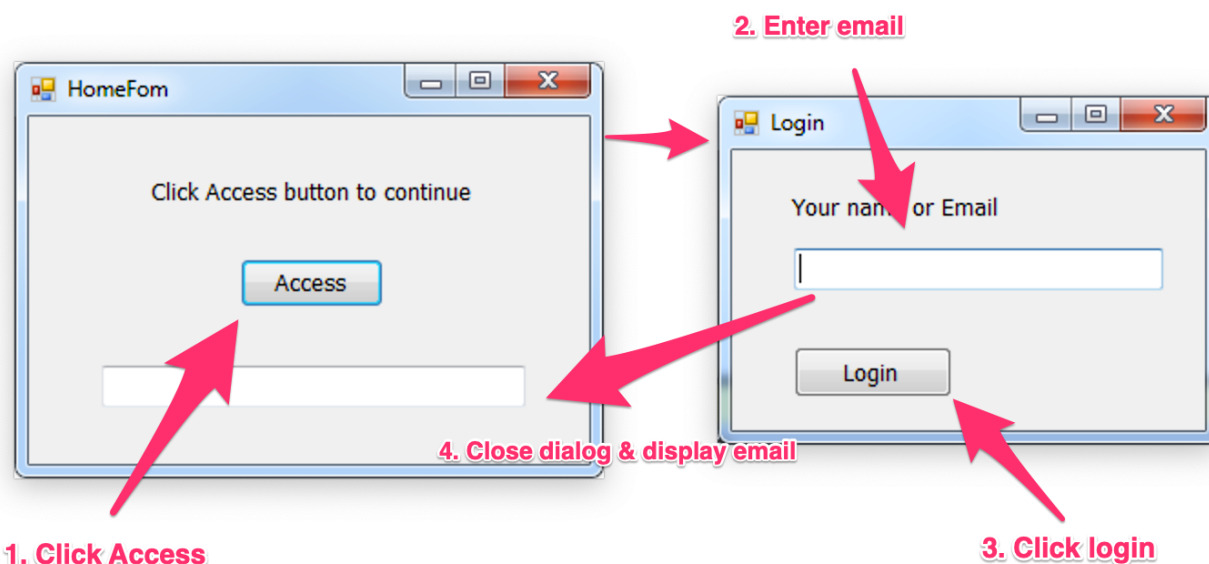 2. Enter email
HomeFom
Login
Click Access button to continue
Your name or Email
Access
Login
4. Close dialog & display email
1. Click Access
3. Click login